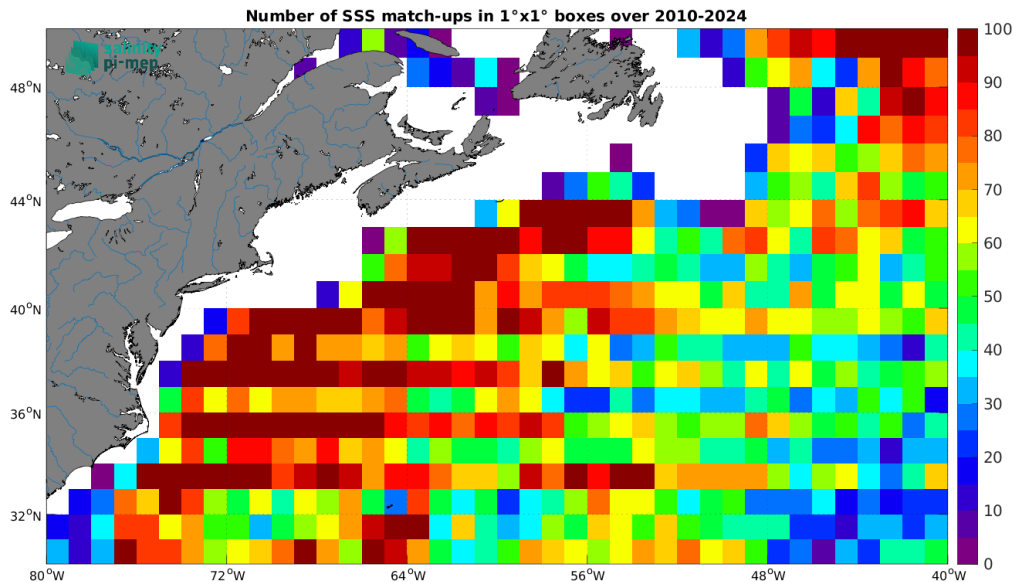 Number of SSS match-ups in 1°x1° boxes over 2010-2024
salinity
pi-mep
48°N
44°N
40°N
36°N
32°N
80°W 72°W 64°W 56°W 48°W 40°W
100
90
80
70
60
50
40
30
20
10
0